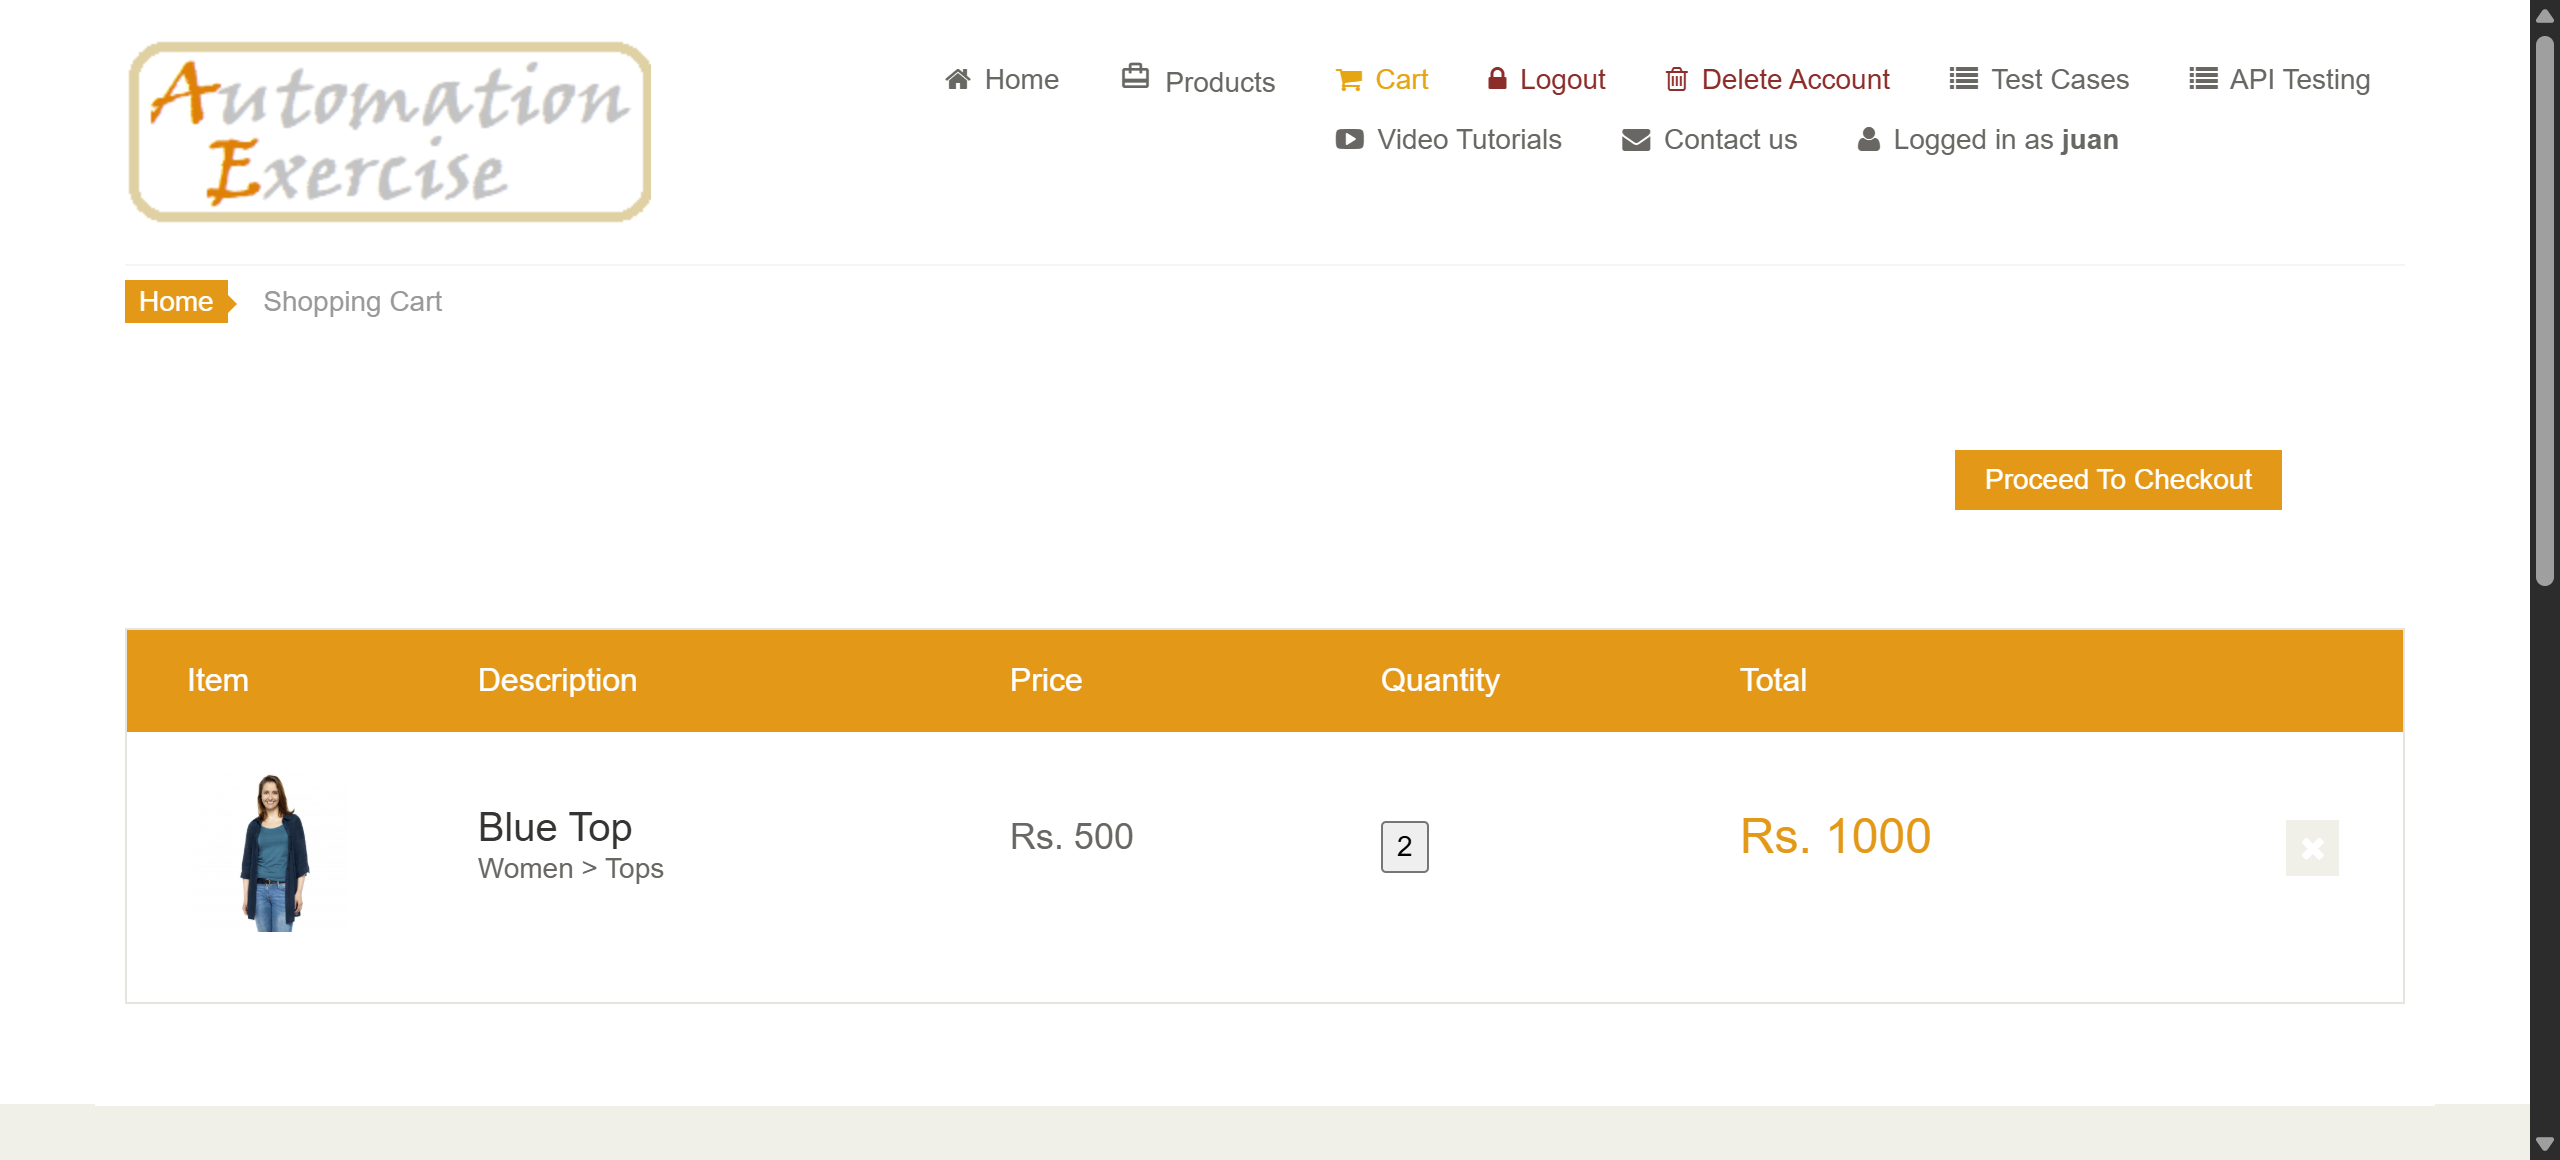 Automation
Exercise
Home Products Cart Logout Delete Account Test Cases API Testing
Video Tutorials Contact us Logged in as juan
Home Shopping Cart
Proceed To Checkout
Item Description Price Quantity Total
Blue Top Rs. 500 2 Rs. 1000
Women > Tops